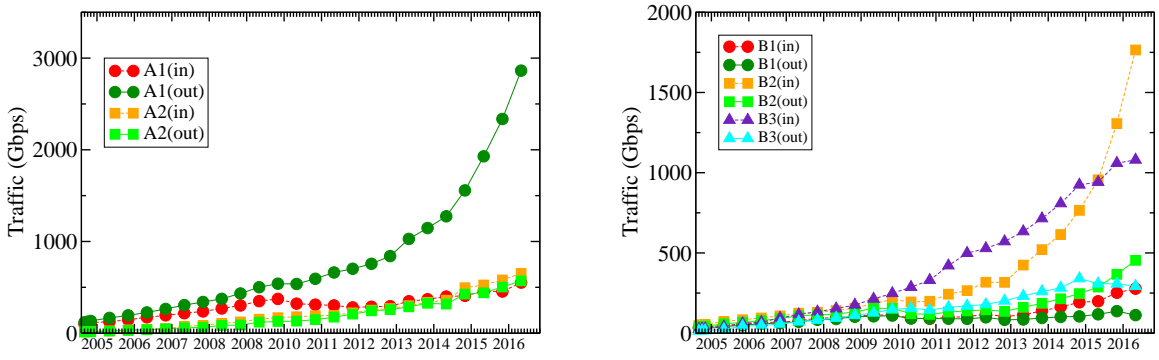 3000
2000
1000
0
Traffic (Gbps)
A1(in)
A1(out)
A2(in)
A2(out)
2005 2006 2007 2008 2009 2010 2011 2012 2013 2014 2015 2016
2000
1500
1000
500
0
Traffic (Gbps)
B1(in)
B1(out)
B2(in)
B2(out)
B3(in)
B3(out)
2005 2006 2007 2008 2009 2010 2011 2012 2013 2014 2015 2016